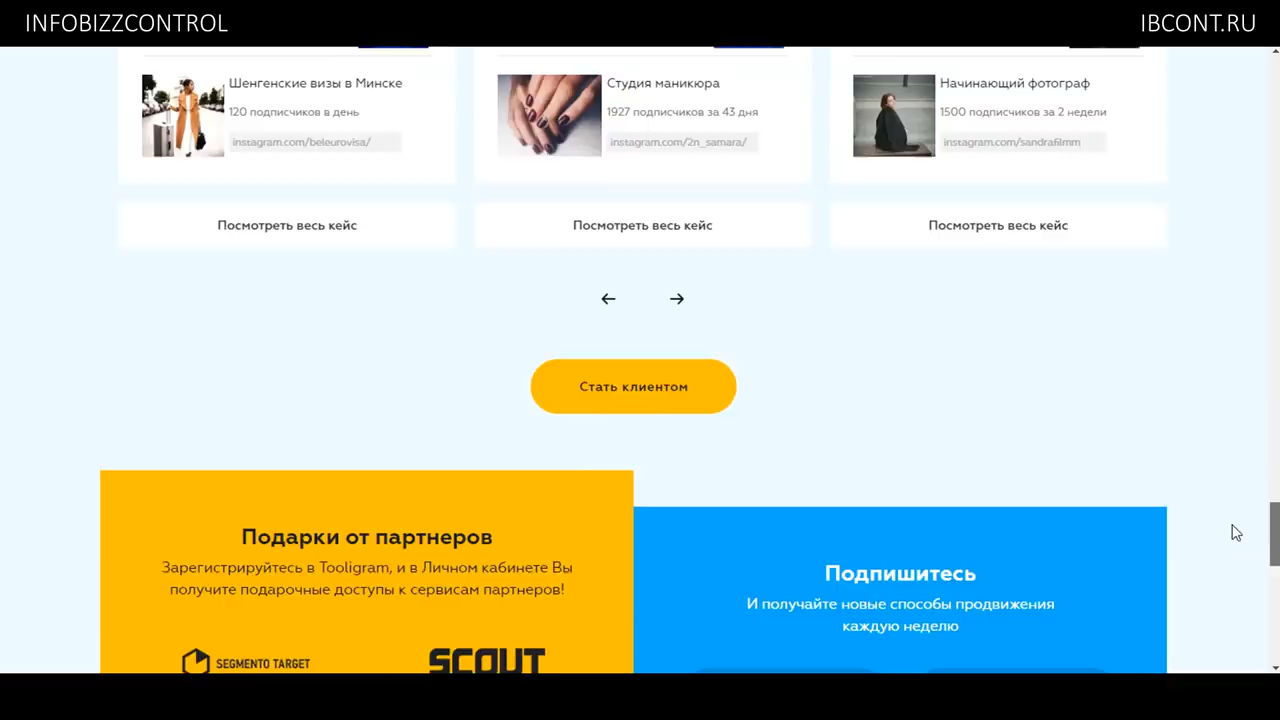 INFOBIZZCONTROL
IBCONT.RU
Шенгенские визы в Минске
120 подписчиков в день
instagram.com/beleurovisa/
Студия маникюра
1927 подписчиков за 43 дня
instagram.com/2n_samara/
Начинающий фотограф
1500 подписчиков за 2 недели
instagram.com/sandrafilmm
Посмотреть весь кейс
Посмотреть весь кейс
Посмотреть весь кейс
Стать клиентом
Подарки от партнеров
Зарегистрируйтесь в Tooligram, и в Личном кабинете Вы
получите подарочные доступы к сервисам партнеров!
SEGMENTO TARGET
SCOUT
Подпишитесь
И получайте новые способы продвижения
каждую неделю